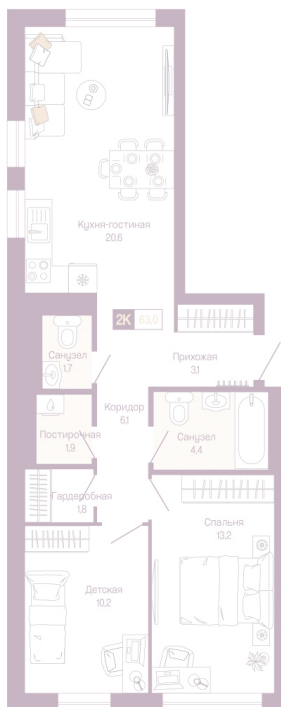 Кухня-гостиная
20.6
2К 63,0
Санузел
1.7
Прихожая
3.1
Коридор
6.1
Постирочная
1.9
Санузел
4.4
Гардеробная
1.8
Спальня
13.2
Детская
10.2